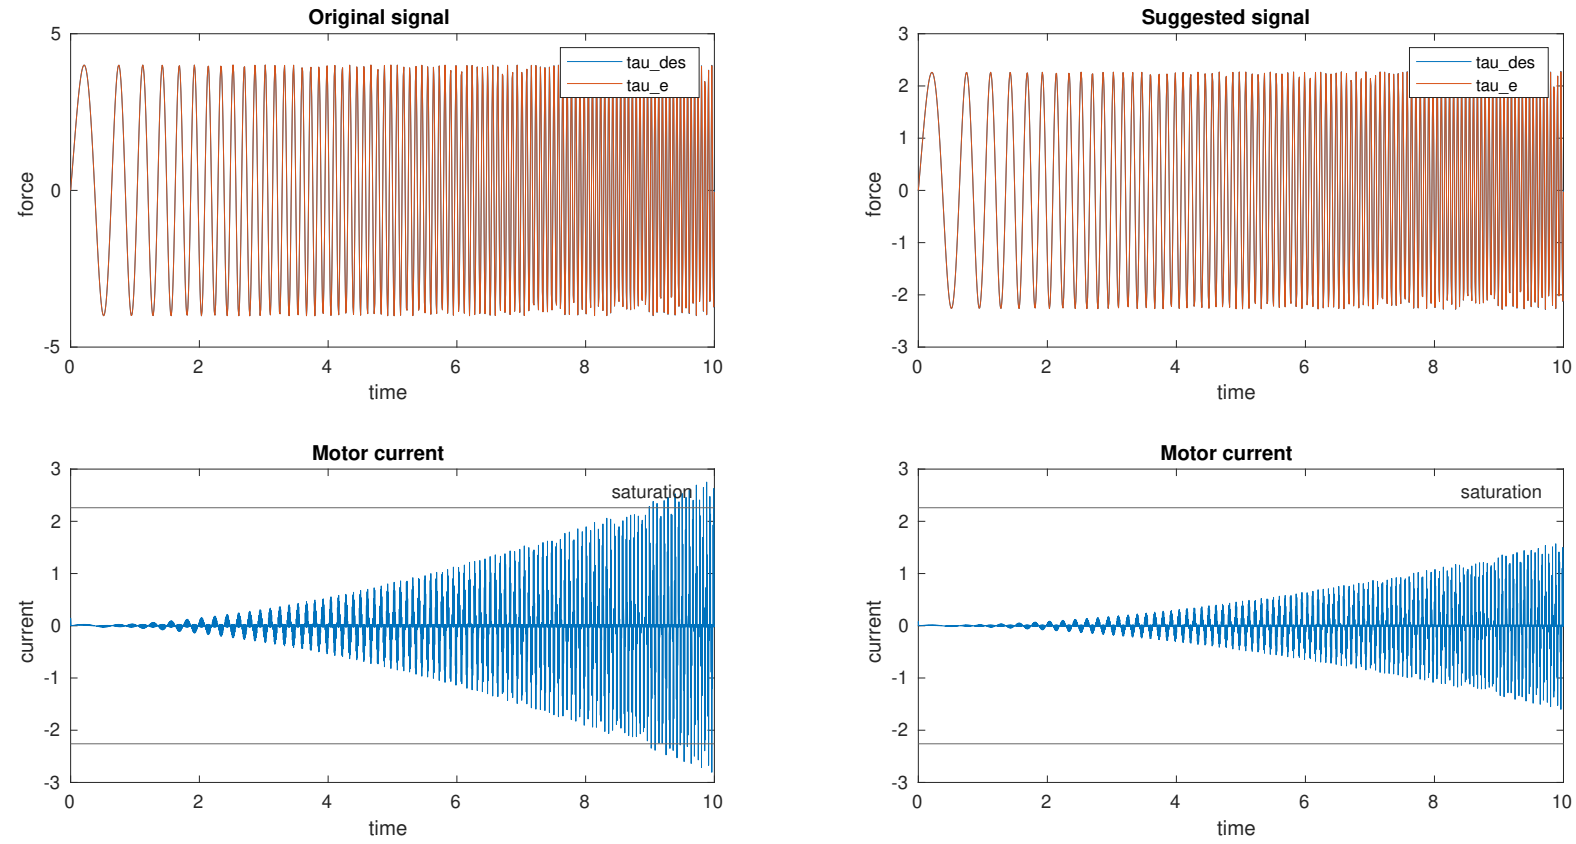 Original signal
5
0
-5
force
tau_des
tau_e
0 2 4 6 8 10
time
Suggested signal
3
2
1
0
-1
-2
-3
force
tau_des
tau_e
0 2 4 6 8 10
time
Motor current
3
2
1
0
-1
-2
-3
current
saturation
0 2 4 6 8 10
time
Motor current
3
2
1
0
-1
-2
-3
current
saturation
0 2 4 6 8 10
time